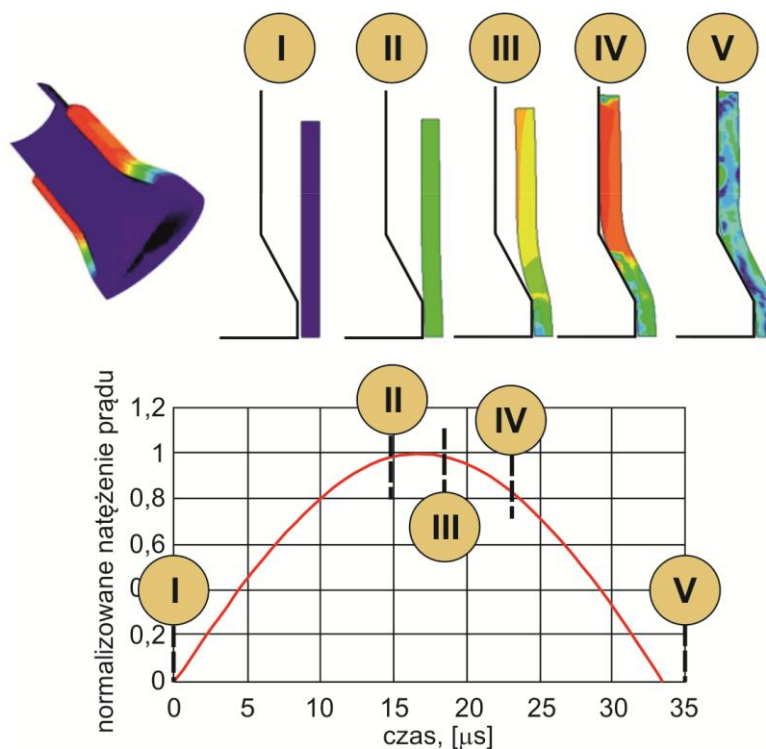 I II III IV V
normalizowane natężenie prądu
1,2
1
0,8
0,6
0
0,2
0
II
IV
III
I
V
0 5 10 15 20 25 30 35
czas, [μs]